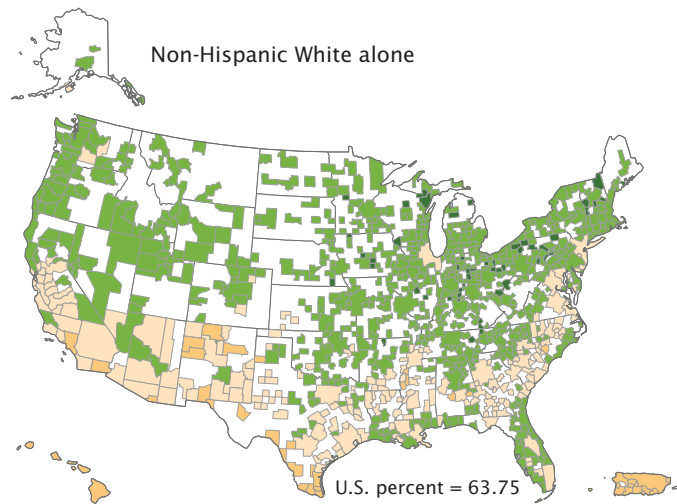 Non-Hispanic White alone
U.S. percent = 63.75